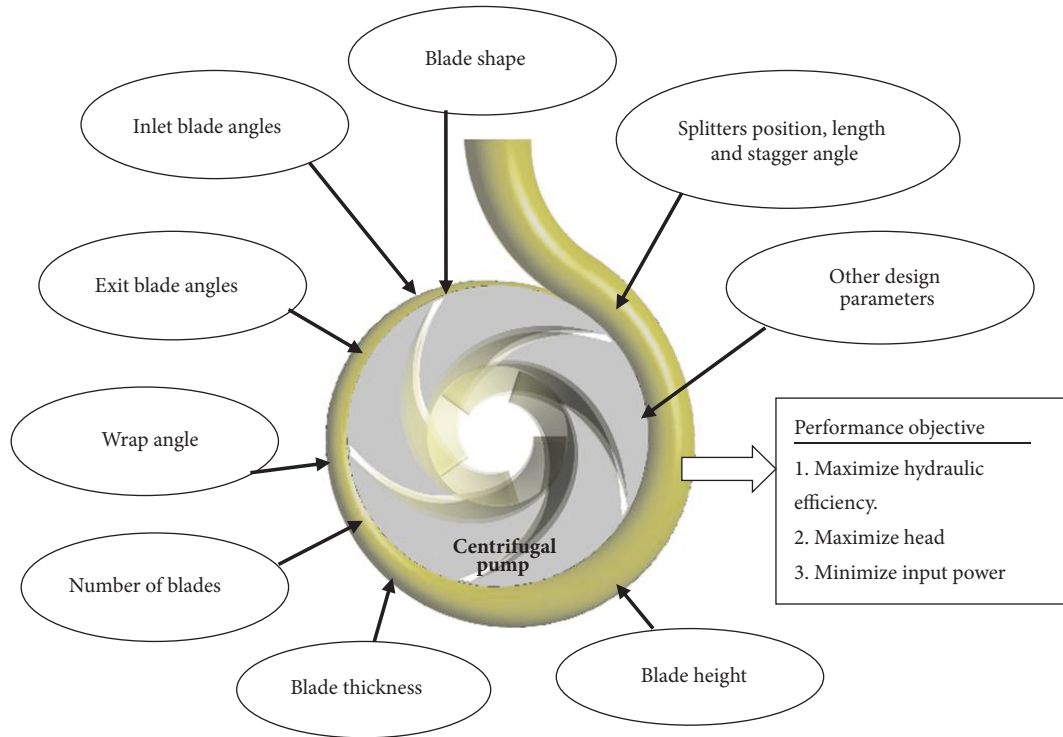 Blade shape
Inlet blade angles
Splitters position, length
and stagger angle
Exit blade angles
Other design
parameters
Wrap angle
Performance objective
1. Maximize hydraulic
efficiency.
2. Maximize head
3. Minimize input power
Centrifugal
pump
Number of blades
Blade thickness
Blade height